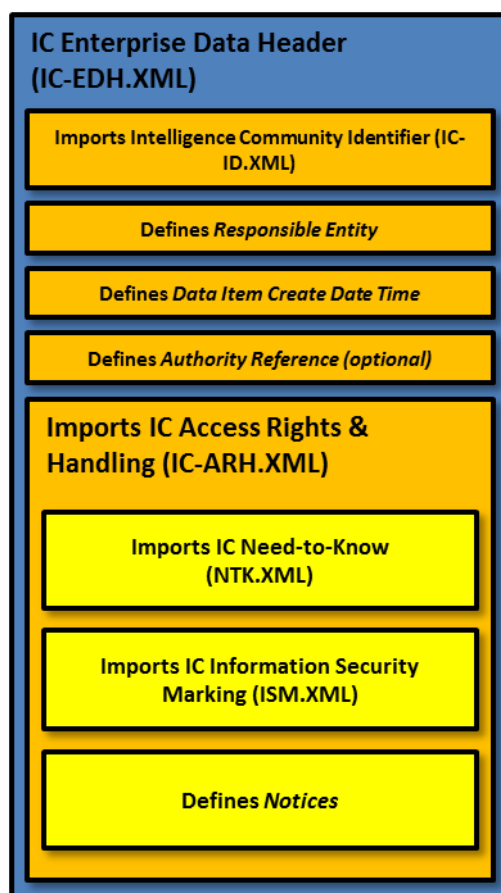 IC Enterprise Data Header
(IC-EDH.XML)
Imports Intelligence Community Identifier (IC-
ID.XML)
Defines Responsible Entity
Defines Data Item Create Date Time
Defines Authority Reference (optional)
Imports IC Access Rights &
Handling (IC-ARH.XML)
Imports IC Need-to-Know
(NTK.XML)
Imports IC Information Security
Marking (ISM.XML)
Defines Notices